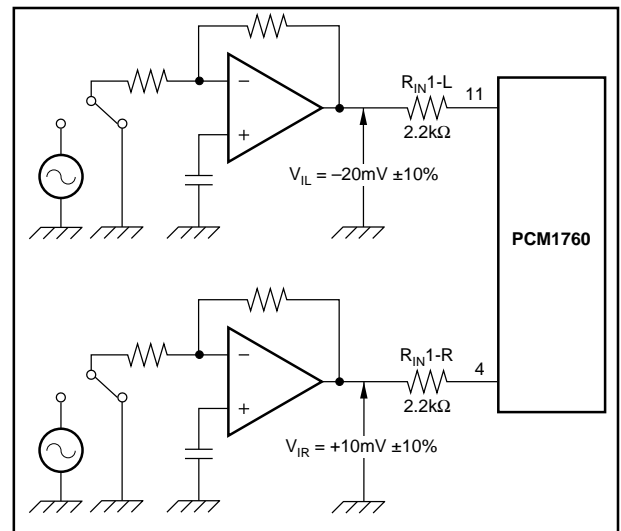 −
+
R_IN1-L
11
2.2kΩ
V_IL = –20mV ±10%
PCM1760
−
+
R_IN1-R
4
2.2kΩ
V_IR = +10mV ±10%